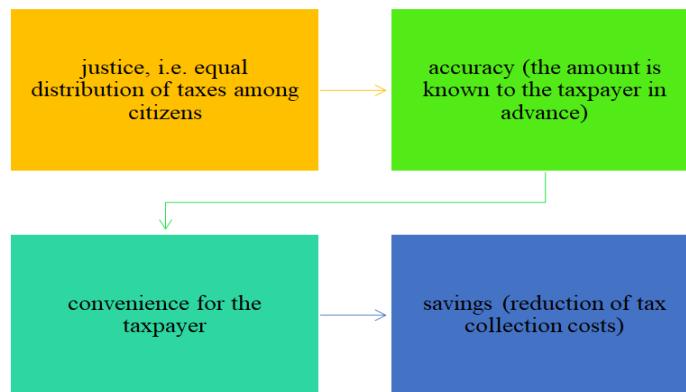 justice, i.e. equal
distribution of taxes among
citizens
accuracy (the amount is
known to the taxpayer in
advance)
convenience for the
taxpayer
savings (reduction of tax
collection costs)